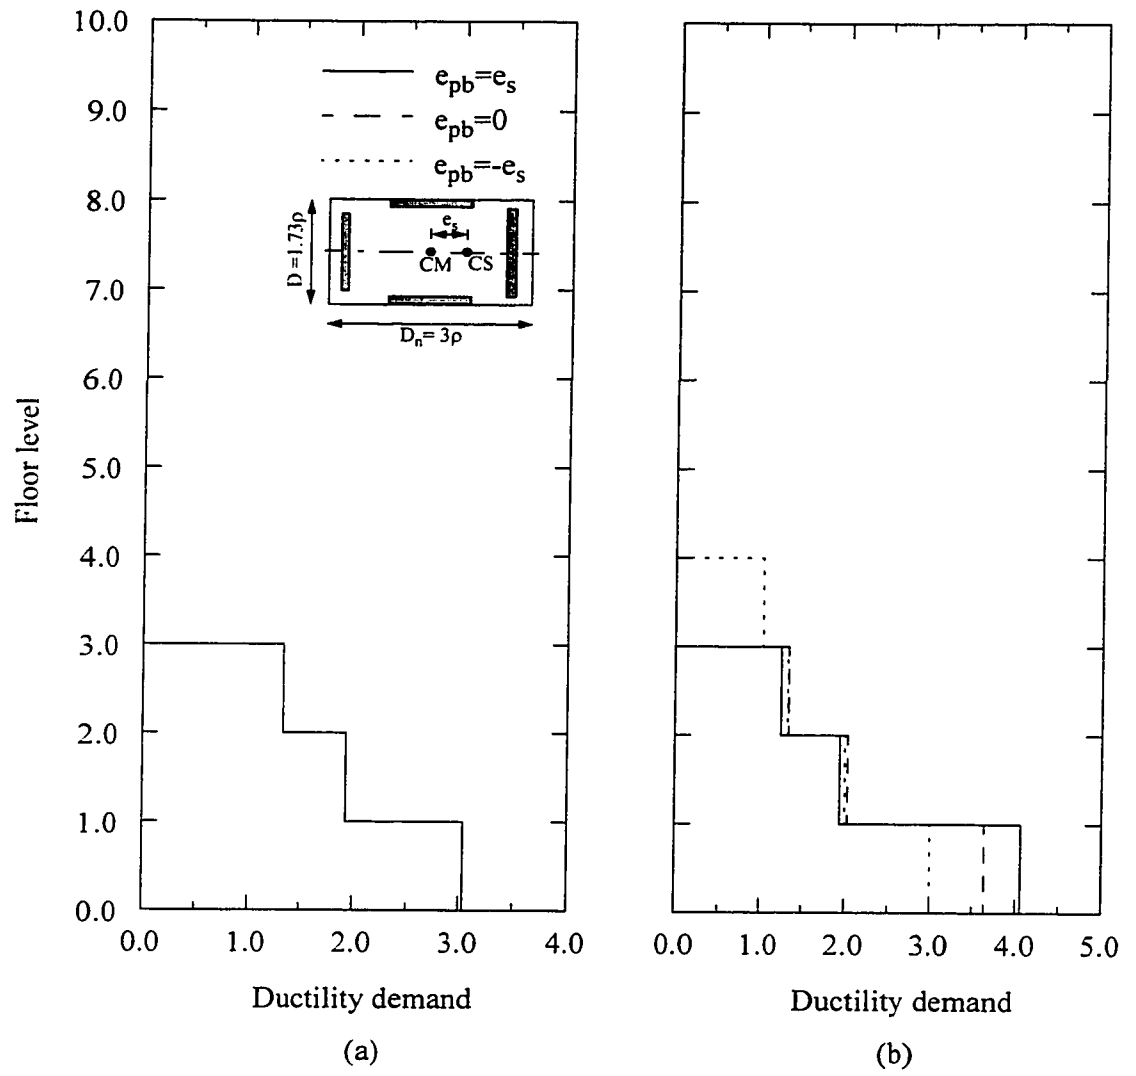 10.0
9.0
8.0
7.0
6.0
5.0
4.0
3.0
2.0
1.0
0.0
Floor level
e_pb=e_s
e_pb=0
e_pb=-e_s
D=1.73ρ
e_s
CM CS
D_n= 3ρ
0.0 1.0 2.0 3.0 4.0
Ductility demand
(a)
0.0 1.0 2.0 3.0 4.0 5.0
Ductility demand
(b)